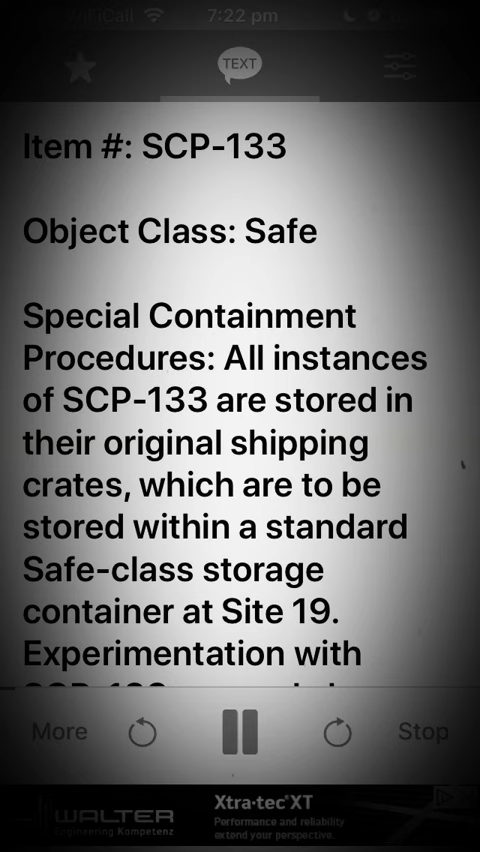 WiFiCall
7:22 pm
TEXT
Item #: SCP-133
Object Class: Safe
Special Containment
Procedures: All instances
of SCP-133 are stored in
their original shipping
crates, which are to be
stored within a standard
Safe-class storage
container at Site 19.
Experimentation with
More
Stop
WALTER
Engineering Kompetenz
Xtra·tec®XT
Performance and reliability
extend your perspective.